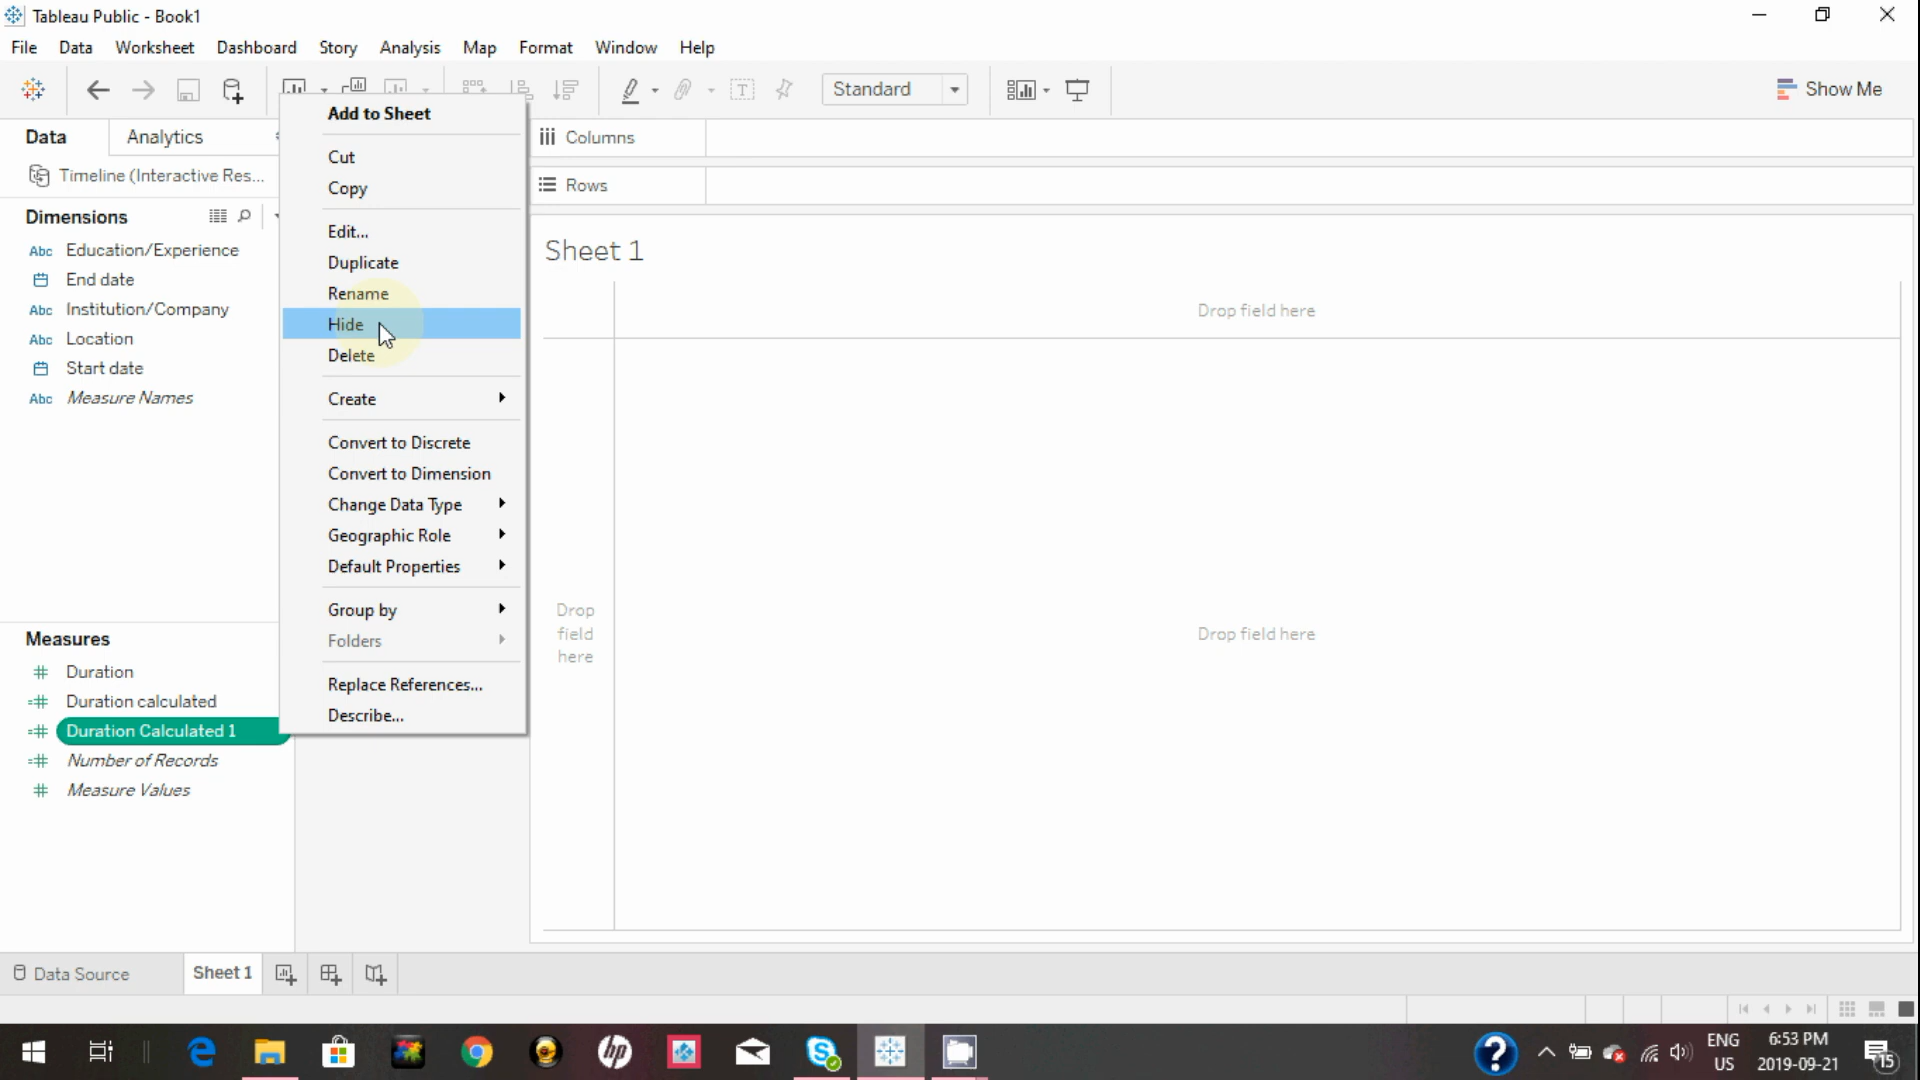 Tableau Public - Book1
File Data Worksheet Dashboard Story Analysis Map Format Window Help
Standard
Show Me
Data
Analytics
Timeline (Interactive Res...
Dimensions
Abc Education/Experience
End date
Abc Institution/Company
Abc Location
Start date
Abc Measure Names
Measures
Duration
Duration calculated
Duration Calculated 1
Number of Records
Measure Values
Add to Sheet
Cut
Copy
Edit...
Duplicate
Rename
Hide
Delete
Create
Convert to Discrete
Convert to Dimension
Change Data Type
Geographic Role
Default Properties
Group by
Folders
Replace References...
Describe...
Columns
Rows
Sheet 1
Drop field here
Drop
field
here
Drop field here
Data Source
Sheet 1
hp
?
ENG
US
6:53 PM
2019-09-21
15